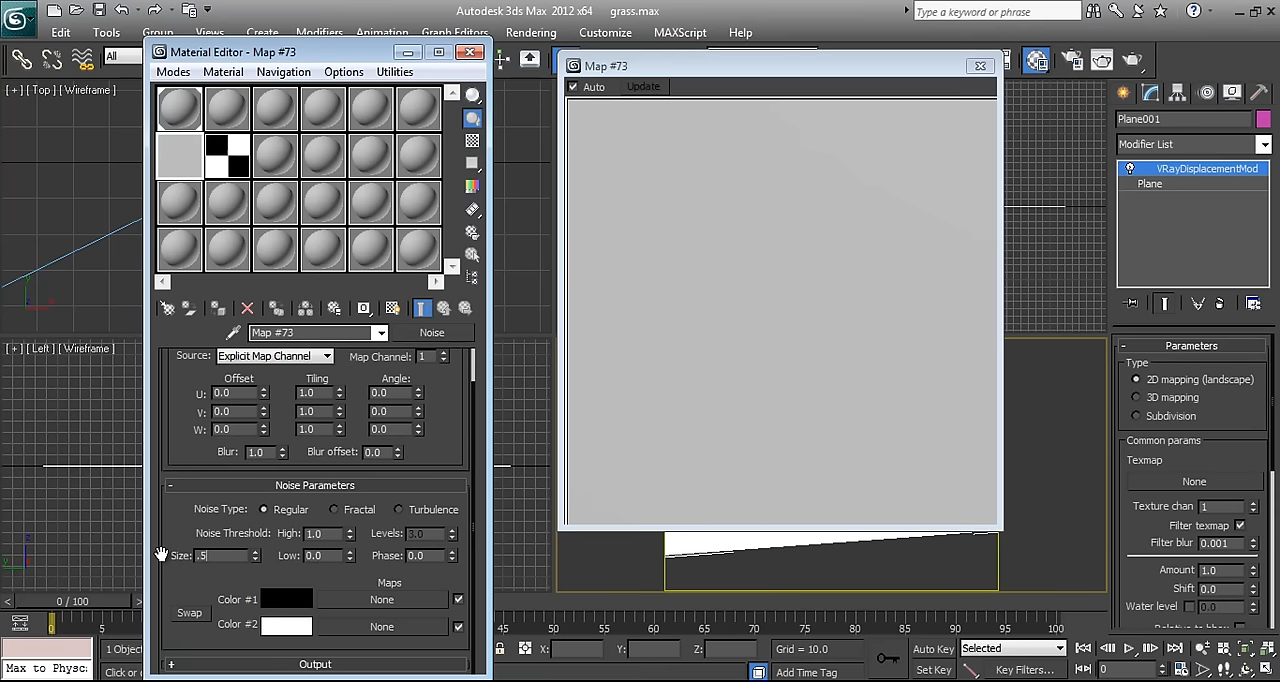 Autodesk 3ds Max 2012 x64 grass.max
Type a keyword or phrase
Edit Tools Group Views Create Modifiers Animation Graph Editors Rendering Customize MAXScript Help
All
Material Editor - Map #73
Modes Material Navigation Options Utilities
Map #73
Auto Update
[ + ] [ Top ] [ Wireframe ]
[ + ] [ Left ] [ Wireframe ]
Map #73 Noise
Source: Explicit Map Channel Map Channel: 1
Offset Tiling Angle:
U: 0.0 1.0 0.0
V: 0.0 1.0 0.0
W: 0.0 1.0 0.0
Blur: 1.0 Blur offset: 0.0
- Noise Parameters
Noise Type: Regular Fractal Turbulence
Noise Threshold: High: 1.0 Levels: 3.0
Size: .5 Low: 0.0 Phase: 0.0
Maps
Color #1 None
Swap
Color #2 None
+ Output
Plane001
Modifier List
VRayDisplacementMod
Plane
- Parameters
Type
2D mapping (landscape)
3D mapping
Subdivision
Common params
Texmap
None
Texture chan 1
Filter texmap
Filter blur 0.001
Amount 1.0
Shift 0.0
Water level 0.0
< 0 / 100 >
0 5 45 50 55 60 65 70 75 80 85 90 95 100
Max to Physc.
1 Object
Click or
X: Y: Z: Grid = 10.0
Add Time Tag
Auto Key Selected
Set Key Key Filters... 0